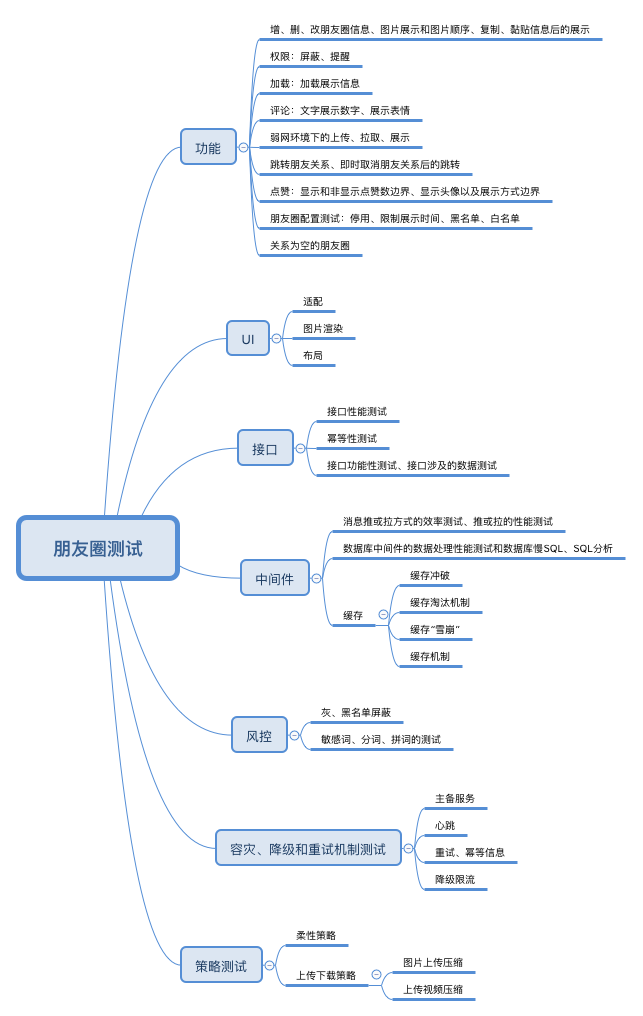 朋友圈测试
功能
增、删、改朋友圈信息、图片展示和图片顺序、复制、黏贴信息后的展示
权限：屏蔽、提醒
加载：加载展示信息
评论：文字展示数字、展示表情
弱网环境下的上传、拉取、展示
跳转朋友关系、即时取消朋友关系后的跳转
点赞：显示和非显示点赞数边界、显示头像以及展示方式边界
朋友圈配置测试：停用、限制展示时间、黑名单、白名单
关系为空的朋友圈
UI
适配
图片渲染
布局
接口
接口性能测试
幂等性测试
接口功能性测试、接口涉及的数据测试
中间件
消息推或拉方式的效率测试、推或拉的性能测试
数据库中间件的数据处理性能测试和数据库慢SQL、SQL分析
缓存
缓存冲破
缓存淘汰机制
缓存“雪崩”
缓存机制
风控
灰、黑名单屏蔽
敏感词、分词、拼词的测试
容灾、降级和重试机制测试
主备服务
心跳
重试、幂等信息
降级限流
策略测试
柔性策略
上传下载策略
图片上传压缩
上传视频压缩